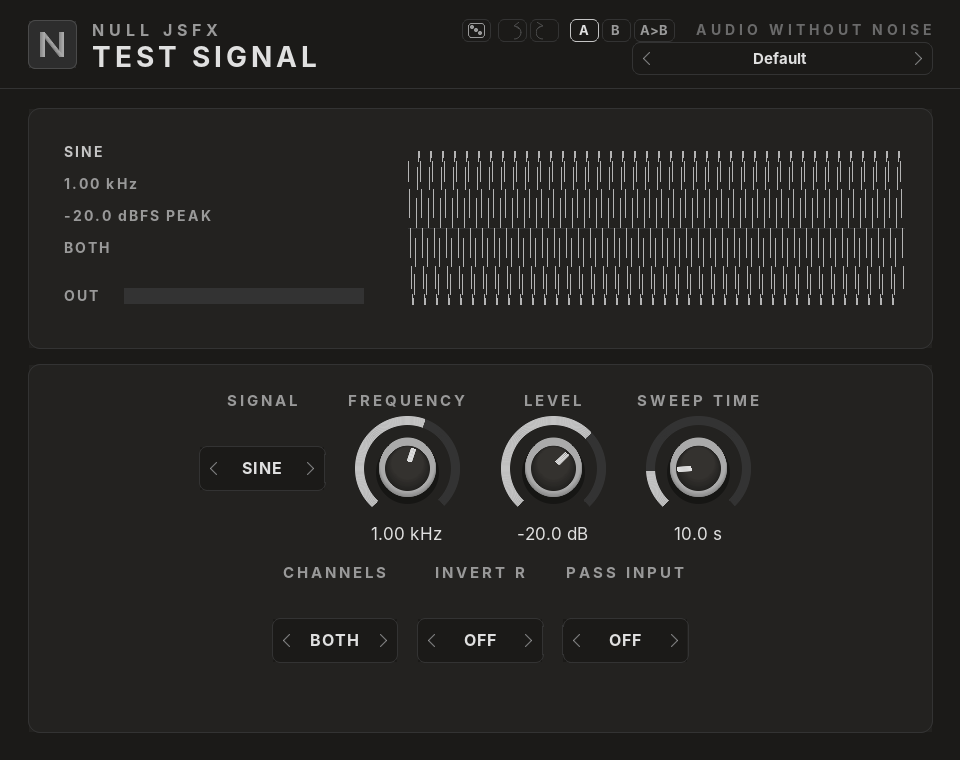 N
NULL JSFX
TEST SIGNAL
A B A>B
AUDIO WITHOUT NOISE
Default
SINE
1.00 kHz
-20.0 dBFS PEAK
BOTH
OUT
SIGNAL FREQUENCY LEVEL SWEEP TIME
SINE
1.00 kHz -20.0 dB 10.0 s
CHANNELS INVERT R PASS INPUT
BOTH OFF OFF